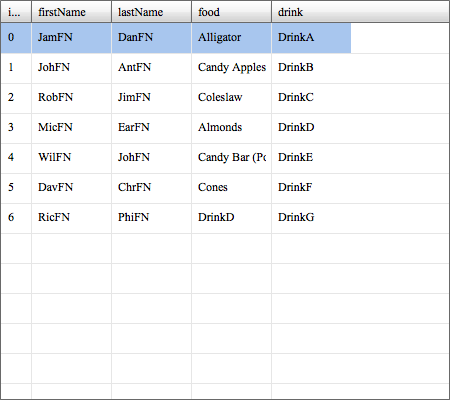 i... firstName lastName food drink
0 JamFN DanFN Alligator DrinkA
1 JohFN AntFN Candy Apples DrinkB
2 RobFN JimFN Coleslaw DrinkC
3 MicFN EarFN Almonds DrinkD
4 WilFN JohFN Candy Bar (Po DrinkE
5 DavFN ChrFN Cones DrinkF
6 RicFN PhiFN DrinkD DrinkG